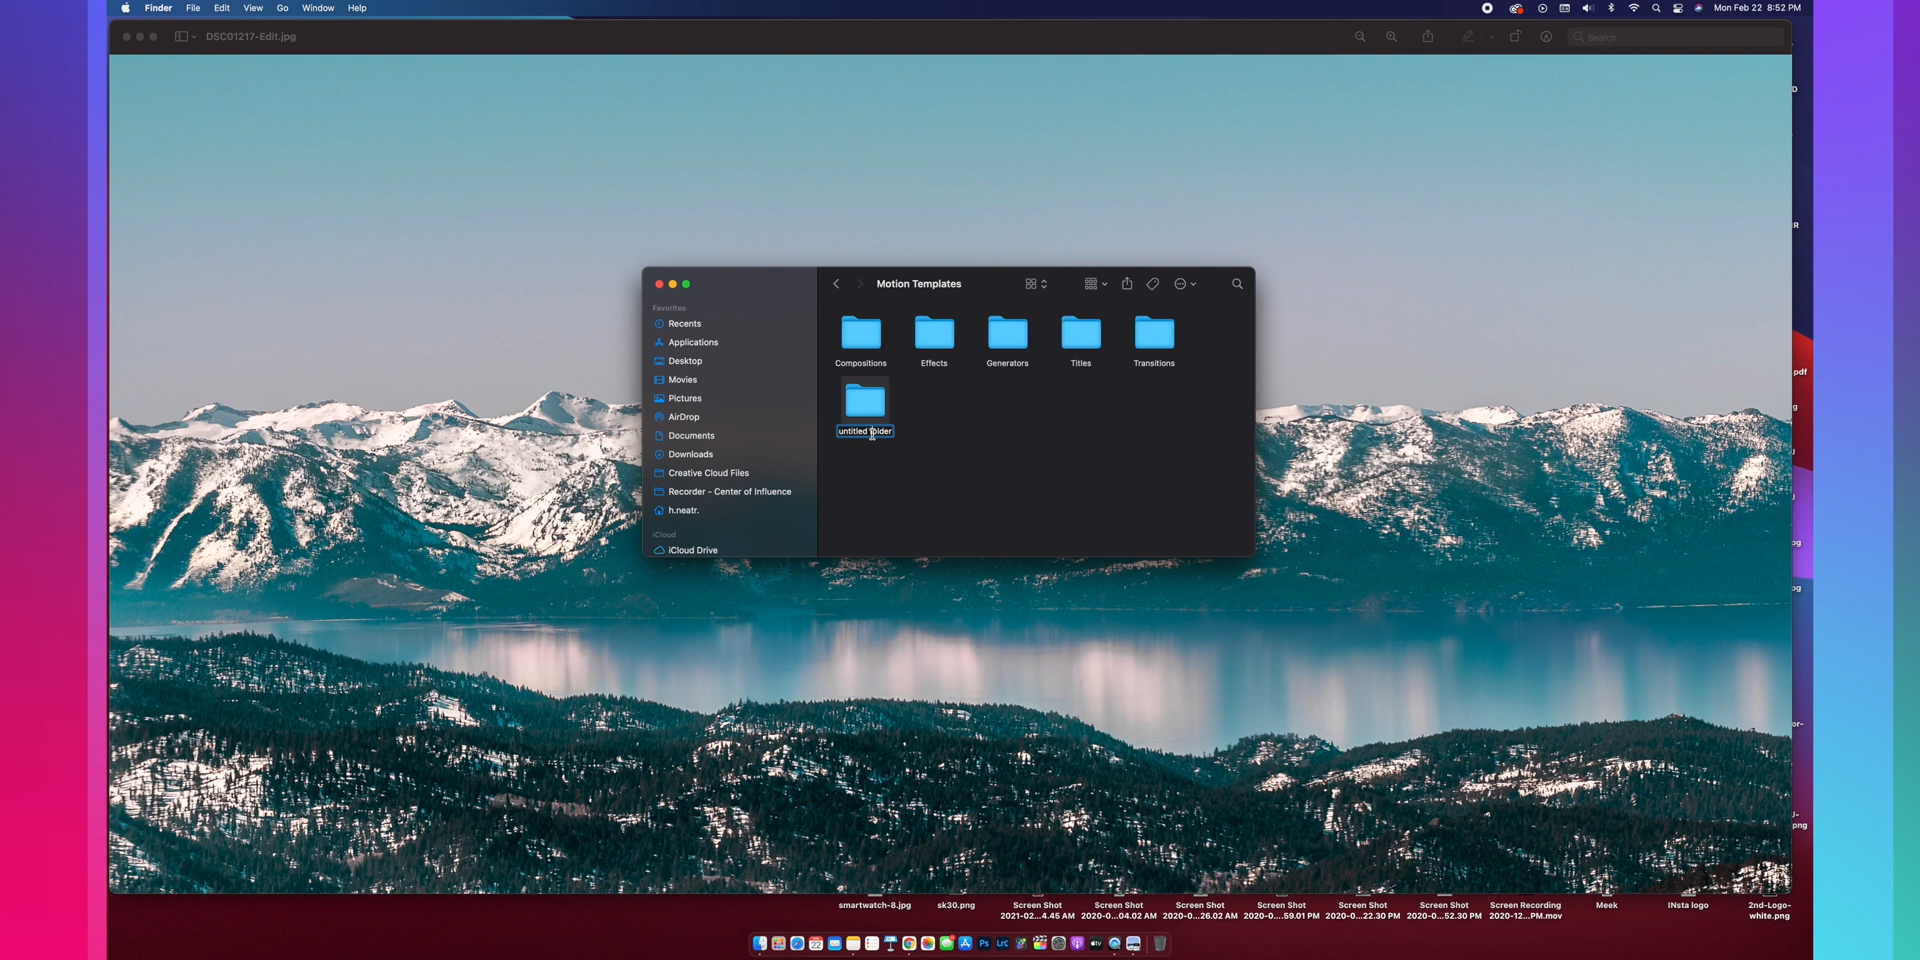 Finder File Edit View Go Window Help
Mon Feb 22 8:52 PM
DSC01217-Edit.jpg
Search
D
R
Motion Templates
Favorites
Recents
Applications
Desktop
Movies
Pictures
AirDrop
Documents
Downloads
Creative Cloud Files
Recorder - Center of Influence
h.neatr.
iCloud
iCloud Drive
Compositions
Effects
Generators
Titles
Transitions
untitled folder
.pdf
smartwatch-8.jpg
sk30.png
Screen Shot
2021-02...4.45 AM
Screen Shot
2020-0...04.02 AM
Screen Shot
2020-0...26.02 AM
Screen Shot
2020-0....59.01 PM
Screen Shot
2020-0...22.30 PM
Screen Shot
2020-0...52.30 PM
Screen Recording
2020-12...PM.mov
Meek
INsta logo
2nd-Logo-
white.png
22
Ps
LrC
tv